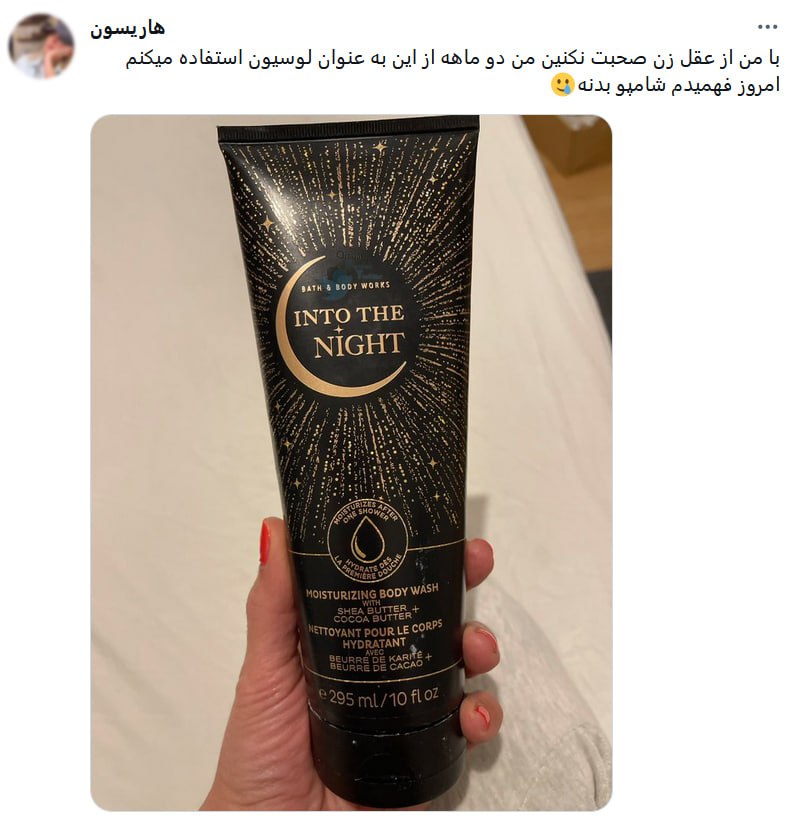 هاریسون
با من از عقل زن صحبت نکنین من دو ماهه از این به عنوان لوسیون استفاده میکنم
امروز فهمیدم شامپو بدنه🥲
BATH & BODY WORKS
INTO THE
NIGHT
MOISTURIZES AFTER
ONE SHOWER
HYDRATE DÈS
LA PREMIÈRE DOUCHE
MOISTURIZING BODY WASH
WITH
SHEA BUTTER +
COCOA BUTTER
NETTOYANT POUR LE CORPS
HYDRATANT
AVEC
BEURRE DE KARITÉ +
BEURRE DE CACAO
e 295 ml/10 fl oz